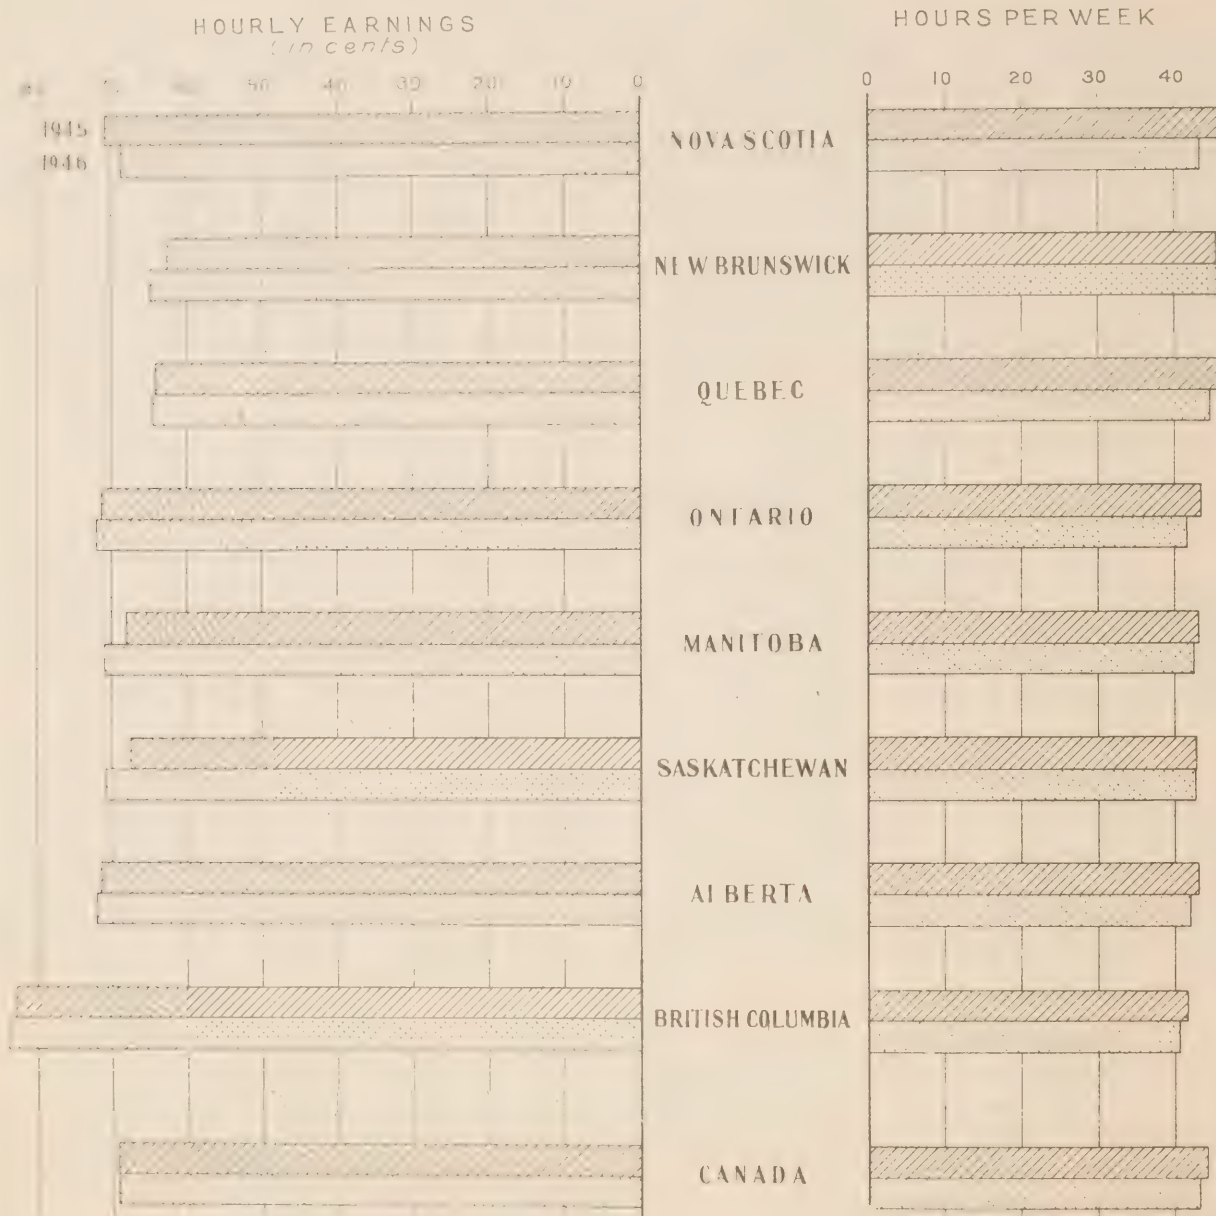 HOURLY EARNINGS
(in cents)
HOURS PER WEEK
50 40 30 20 10 0
0 10 20 30 40
1945
1946
NOVA SCOTIA
NEW BRUNSWICK
QUEBEC
ONTARIO
MANITOBA
SASKATCHEWAN
ALBERTA
BRITISH COLUMBIA
CANADA